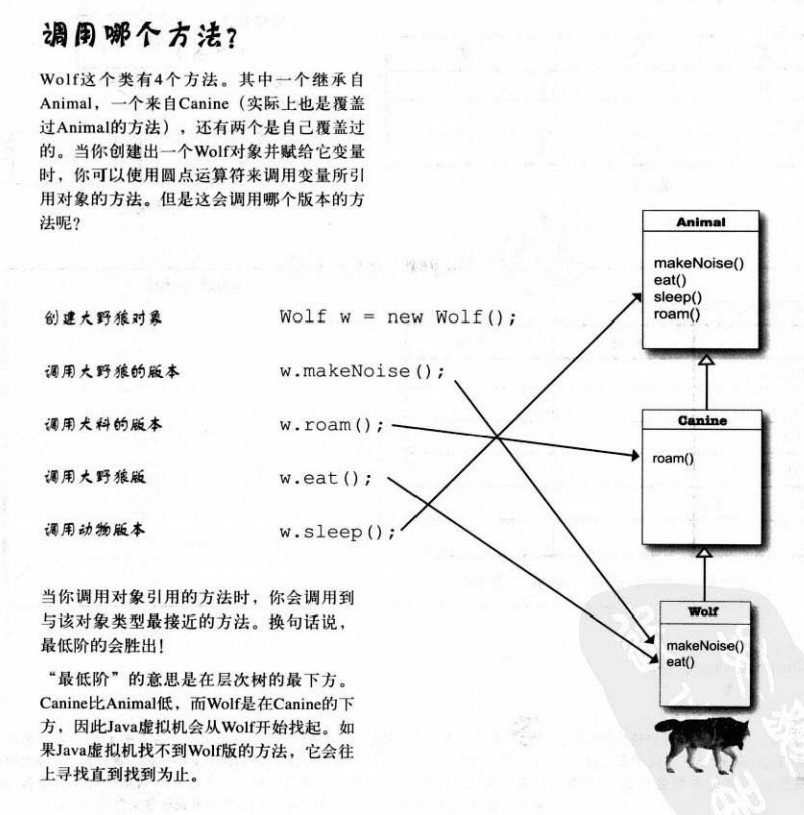 调用哪个方法？
Wolf这个类有4个方法。其中一个继承自
Animal，一个来自Canine（实际上也是覆盖
过Animal的方法），还有两个是自己覆盖过
的。当你创建出一个Wolf对象并赋给它变量
时，你可以使用圆点运算符来调用变量所引
用对象的方法。但是这会调用哪个版本的方
法呢？
创建大野狼对象 Wolf w = new Wolf();
调用大野狼的版本 w.makeNoise();
调用犬科的版本 w.roam();
调用大野狼版 w.eat();
调用动物版本 w.sleep();
Animal
makeNoise()
eat()
sleep()
roam()
Canine
roam()
Wolf
makeNoise()
eat()
当你调用对象引用的方法时，你会调用到
与该对象类型最接近的方法。换句话说，
最低阶的会胜出！
“最低阶”的意思是在层次树的最下方。
Canine比Animal低，而Wolf是在Canine的下
方，因此Java虚拟机会从Wolf开始找起。如
果Java虚拟机找不到Wolf版的方法，它会往
上寻找直到找到为止。